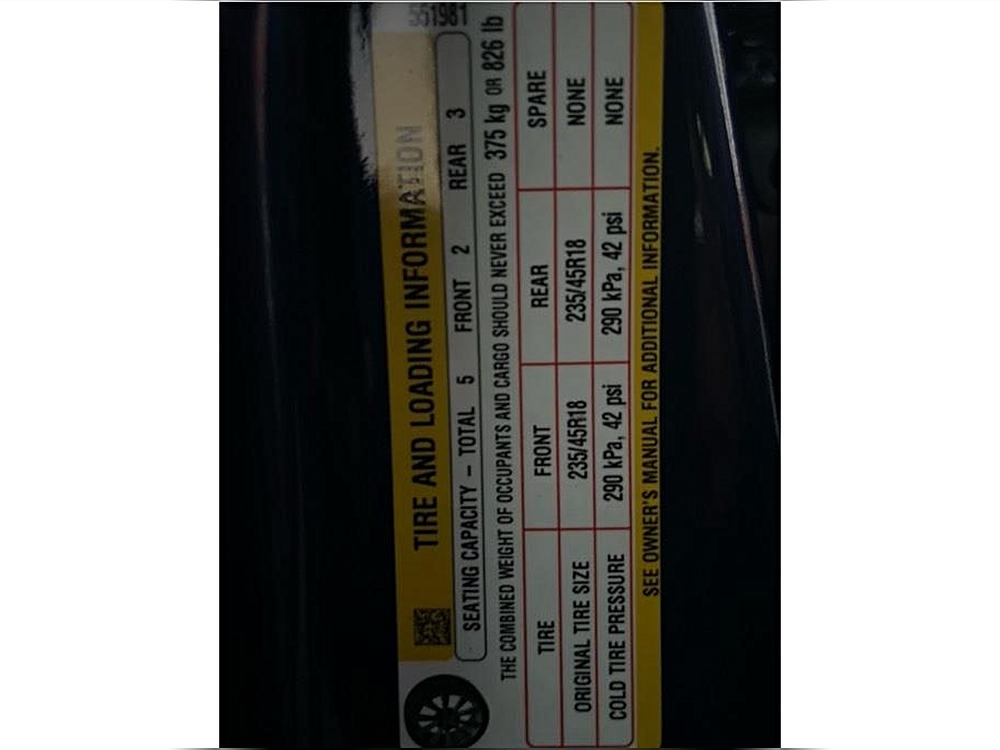 551981
TIRE AND LOADING INFORMATION
SEATING CAPACITY – TOTAL 5 FRONT 2 REAR 3
THE COMBINED WEIGHT OF OCCUPANTS AND CARGO SHOULD NEVER EXCEED 375 kg OR 826 lb
TIRE FRONT REAR SPARE
ORIGINAL TIRE SIZE 235/45R18 235/45R18 NONE
COLD TIRE PRESSURE 290 kPa, 42 psi 290 kPa, 42 psi NONE
SEE OWNER'S MANUAL FOR ADDITIONAL INFORMATION.